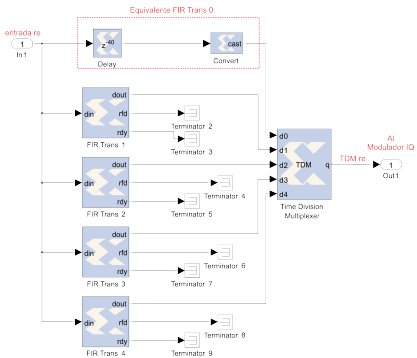 Equivalente FIR Trans 0
entrada re
1
In1
z-40
Delay
cast
Convert
din
dout
rfd
rdy
FIR Trans 1
Terminator 2
Terminator 3
din
dout
rfd
rdy
FIR Trans 2
Terminator 4
Terminator 5
din
dout
rfd
rdy
FIR Trans 3
Terminator 6
Terminator 7
din
dout
rfd
rdy
FIR Trans 4
Terminator 8
Terminator 9
d0
d1
d2
d3
d4
TDM
q
Time Division
Multiplexer
TDM re
Al
Modulador IQ
1
Out1